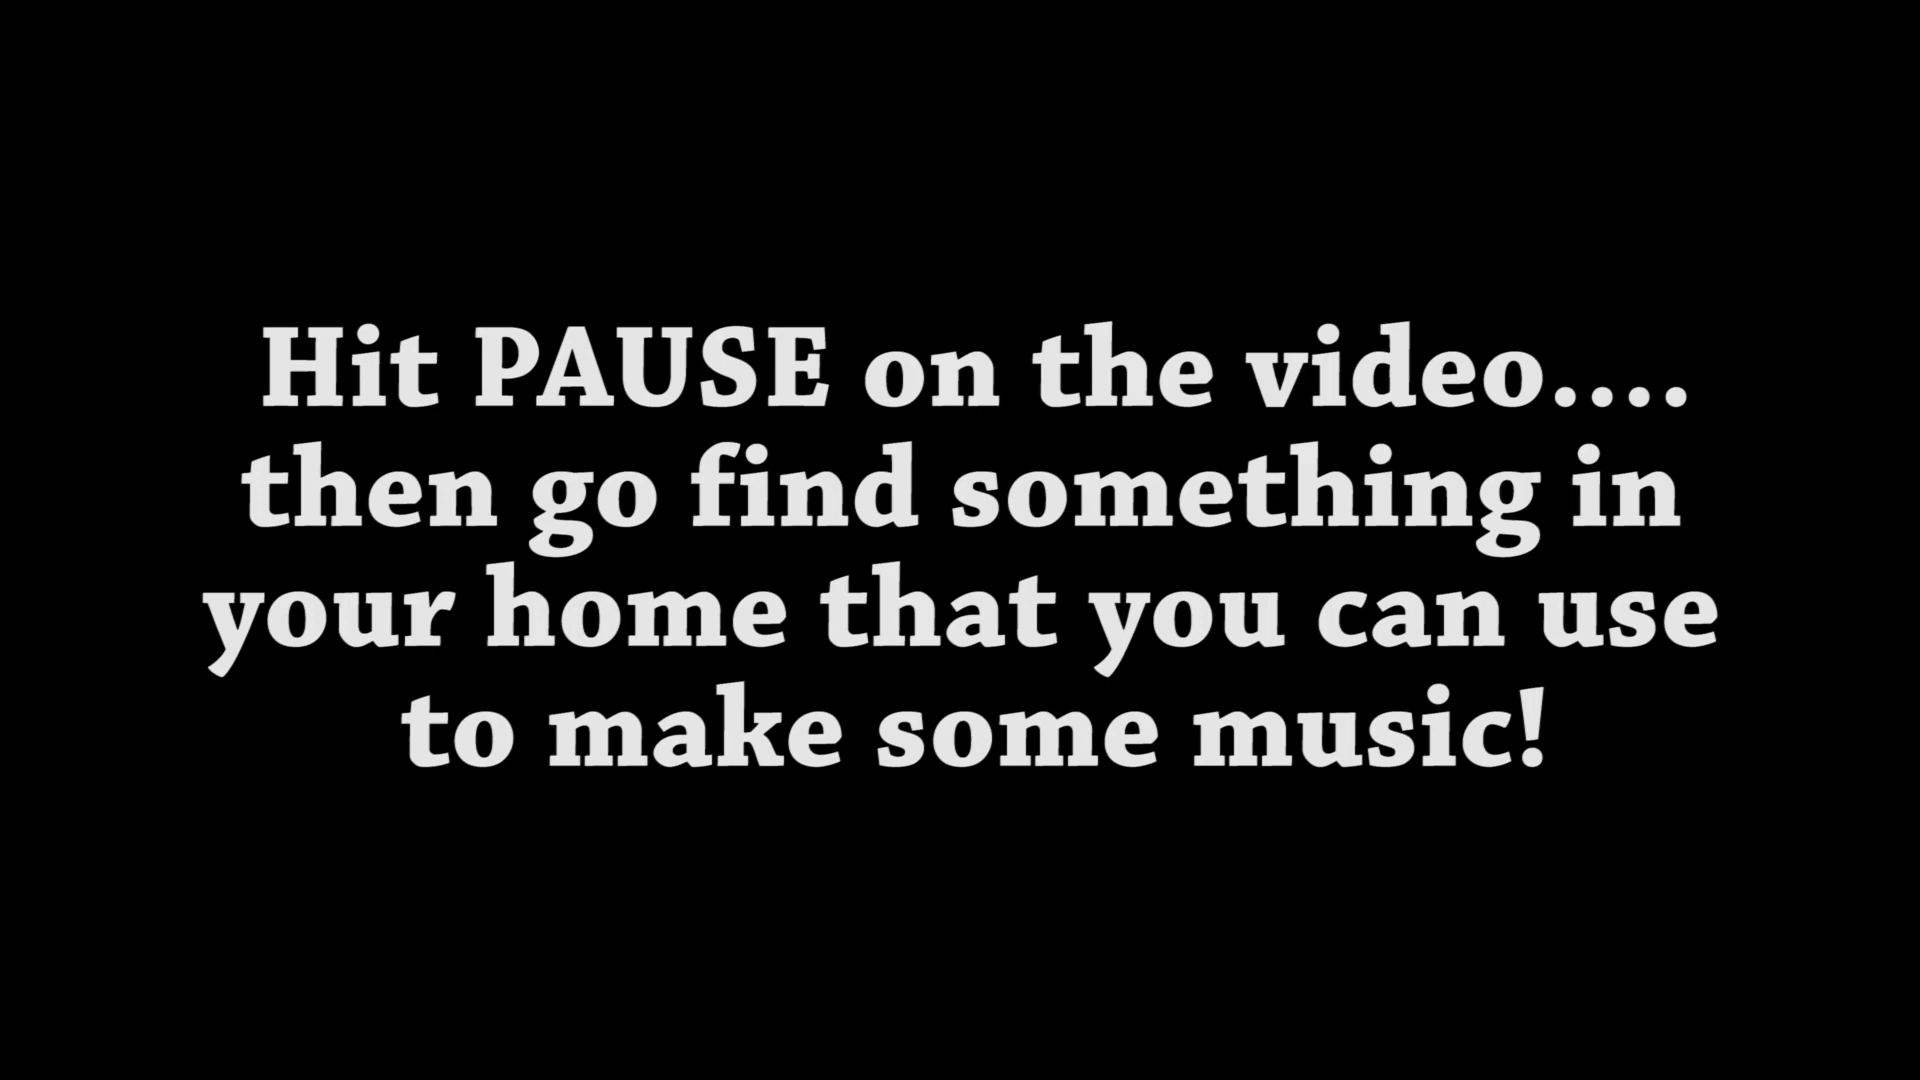 Hit PAUSE on the video....
then go find something in
your home that you can use
to make some music!